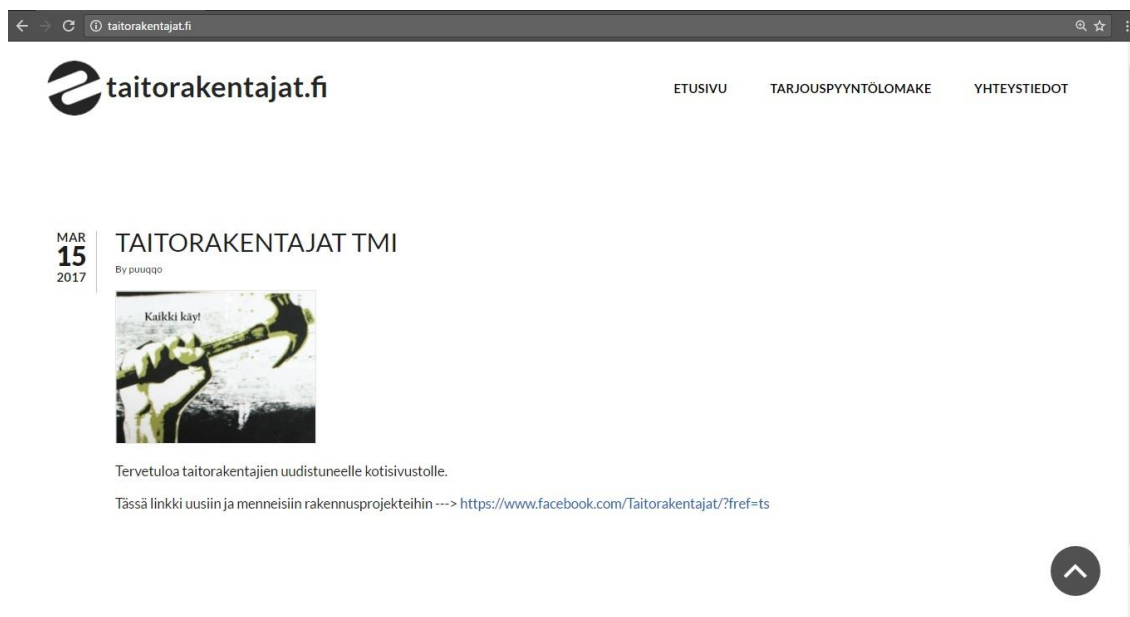 taitorakentajat.fi
taitorakentajat.fi
ETUSIVU TARJOUSPYYNTÖLOMAKE YHTEYSTIEDOT
MAR
15
2017
TAITORAKENTAJAT TMI
By puuqqo
Kaikki käy!
Tervetuloa taitorakentajien uudistuneelle kotisivustolle.
Tässä linkki uusiin ja menneisiin rakennusprojekteihin ---> https://www.facebook.com/Taitorakentajat/?fref=ts